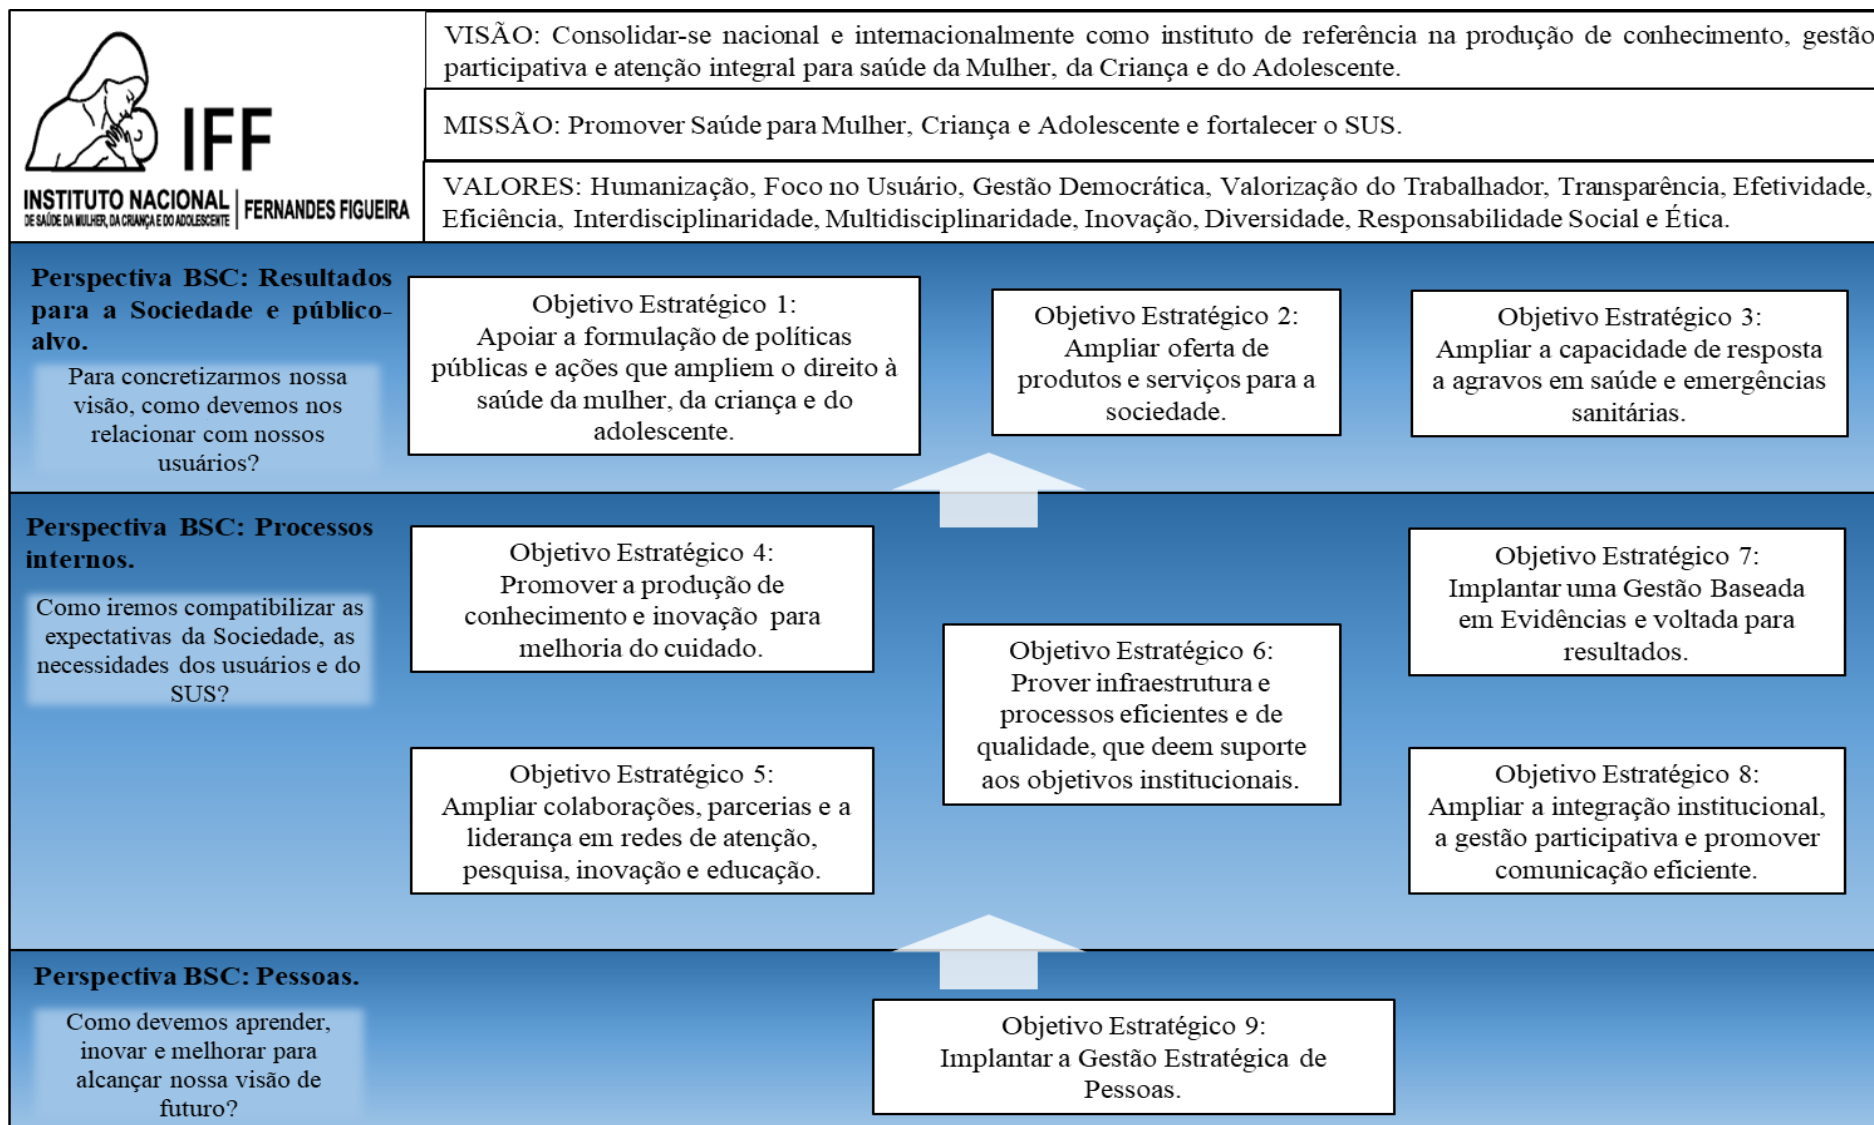 IFF
INSTITUTO NACIONAL
DE SAÚDE DA MULHER, DA CRIANÇA E DO ADOLESCENTE
FERNANDES FIGUEIRA
VISÃO: Consolidar-se nacional e internacionalmente como instituto de referência na produção de conhecimento, gestão
participativa e atenção integral para saúde da Mulher, da Criança e do Adolescente.
MISSÃO: Promover Saúde para Mulher, Criança e Adolescente e fortalecer o SUS.
VALORES: Humanização, Foco no Usuário, Gestão Democrática, Valorização do Trabalhador, Transparência, Efetividade,
Eficiência, Interdisciplinaridade, Multidisciplinaridade, Inovação, Diversidade, Responsabilidade Social e Ética.
Perspectiva BSC: Resultados
para a Sociedade e público-
alvo.
Para concretizarmos nossa
visão, como devemos nos
relacionar com nossos
usuários?
Objetivo Estratégico 1:
Apoiar a formulação de políticas
públicas e ações que ampliem o direito à
saúde da mulher, da criança e do
adolescente.
Objetivo Estratégico 2:
Ampliar oferta de
produtos e serviços para a
sociedade.
Objetivo Estratégico 3:
Ampliar a capacidade de resposta
a agravos em saúde e emergências
sanitárias.
Perspectiva BSC: Processos
internos.
Como iremos compatibilizar as
expectativas da Sociedade, as
necessidades dos usuários e do
SUS?
Objetivo Estratégico 4:
Promover a produção de
conhecimento e inovação para
melhoria do cuidado.
Objetivo Estratégico 5:
Ampliar colaborações, parcerias e a
liderança em redes de atenção,
pesquisa, inovação e educação.
Objetivo Estratégico 6:
Prover infraestrutura e
processos eficientes e de
qualidade, que deem suporte
aos objetivos institucionais.
Objetivo Estratégico 7:
Implantar uma Gestão Baseada
em Evidências e voltada para
resultados.
Objetivo Estratégico 8:
Ampliar a integração institucional,
a gestão participativa e promover
comunicação eficiente.
Perspectiva BSC: Pessoas.
Como devemos aprender,
inovar e melhorar para
alcançar nossa visão de
futuro?
Objetivo Estratégico 9:
Implantar a Gestão Estratégica de
Pessoas.